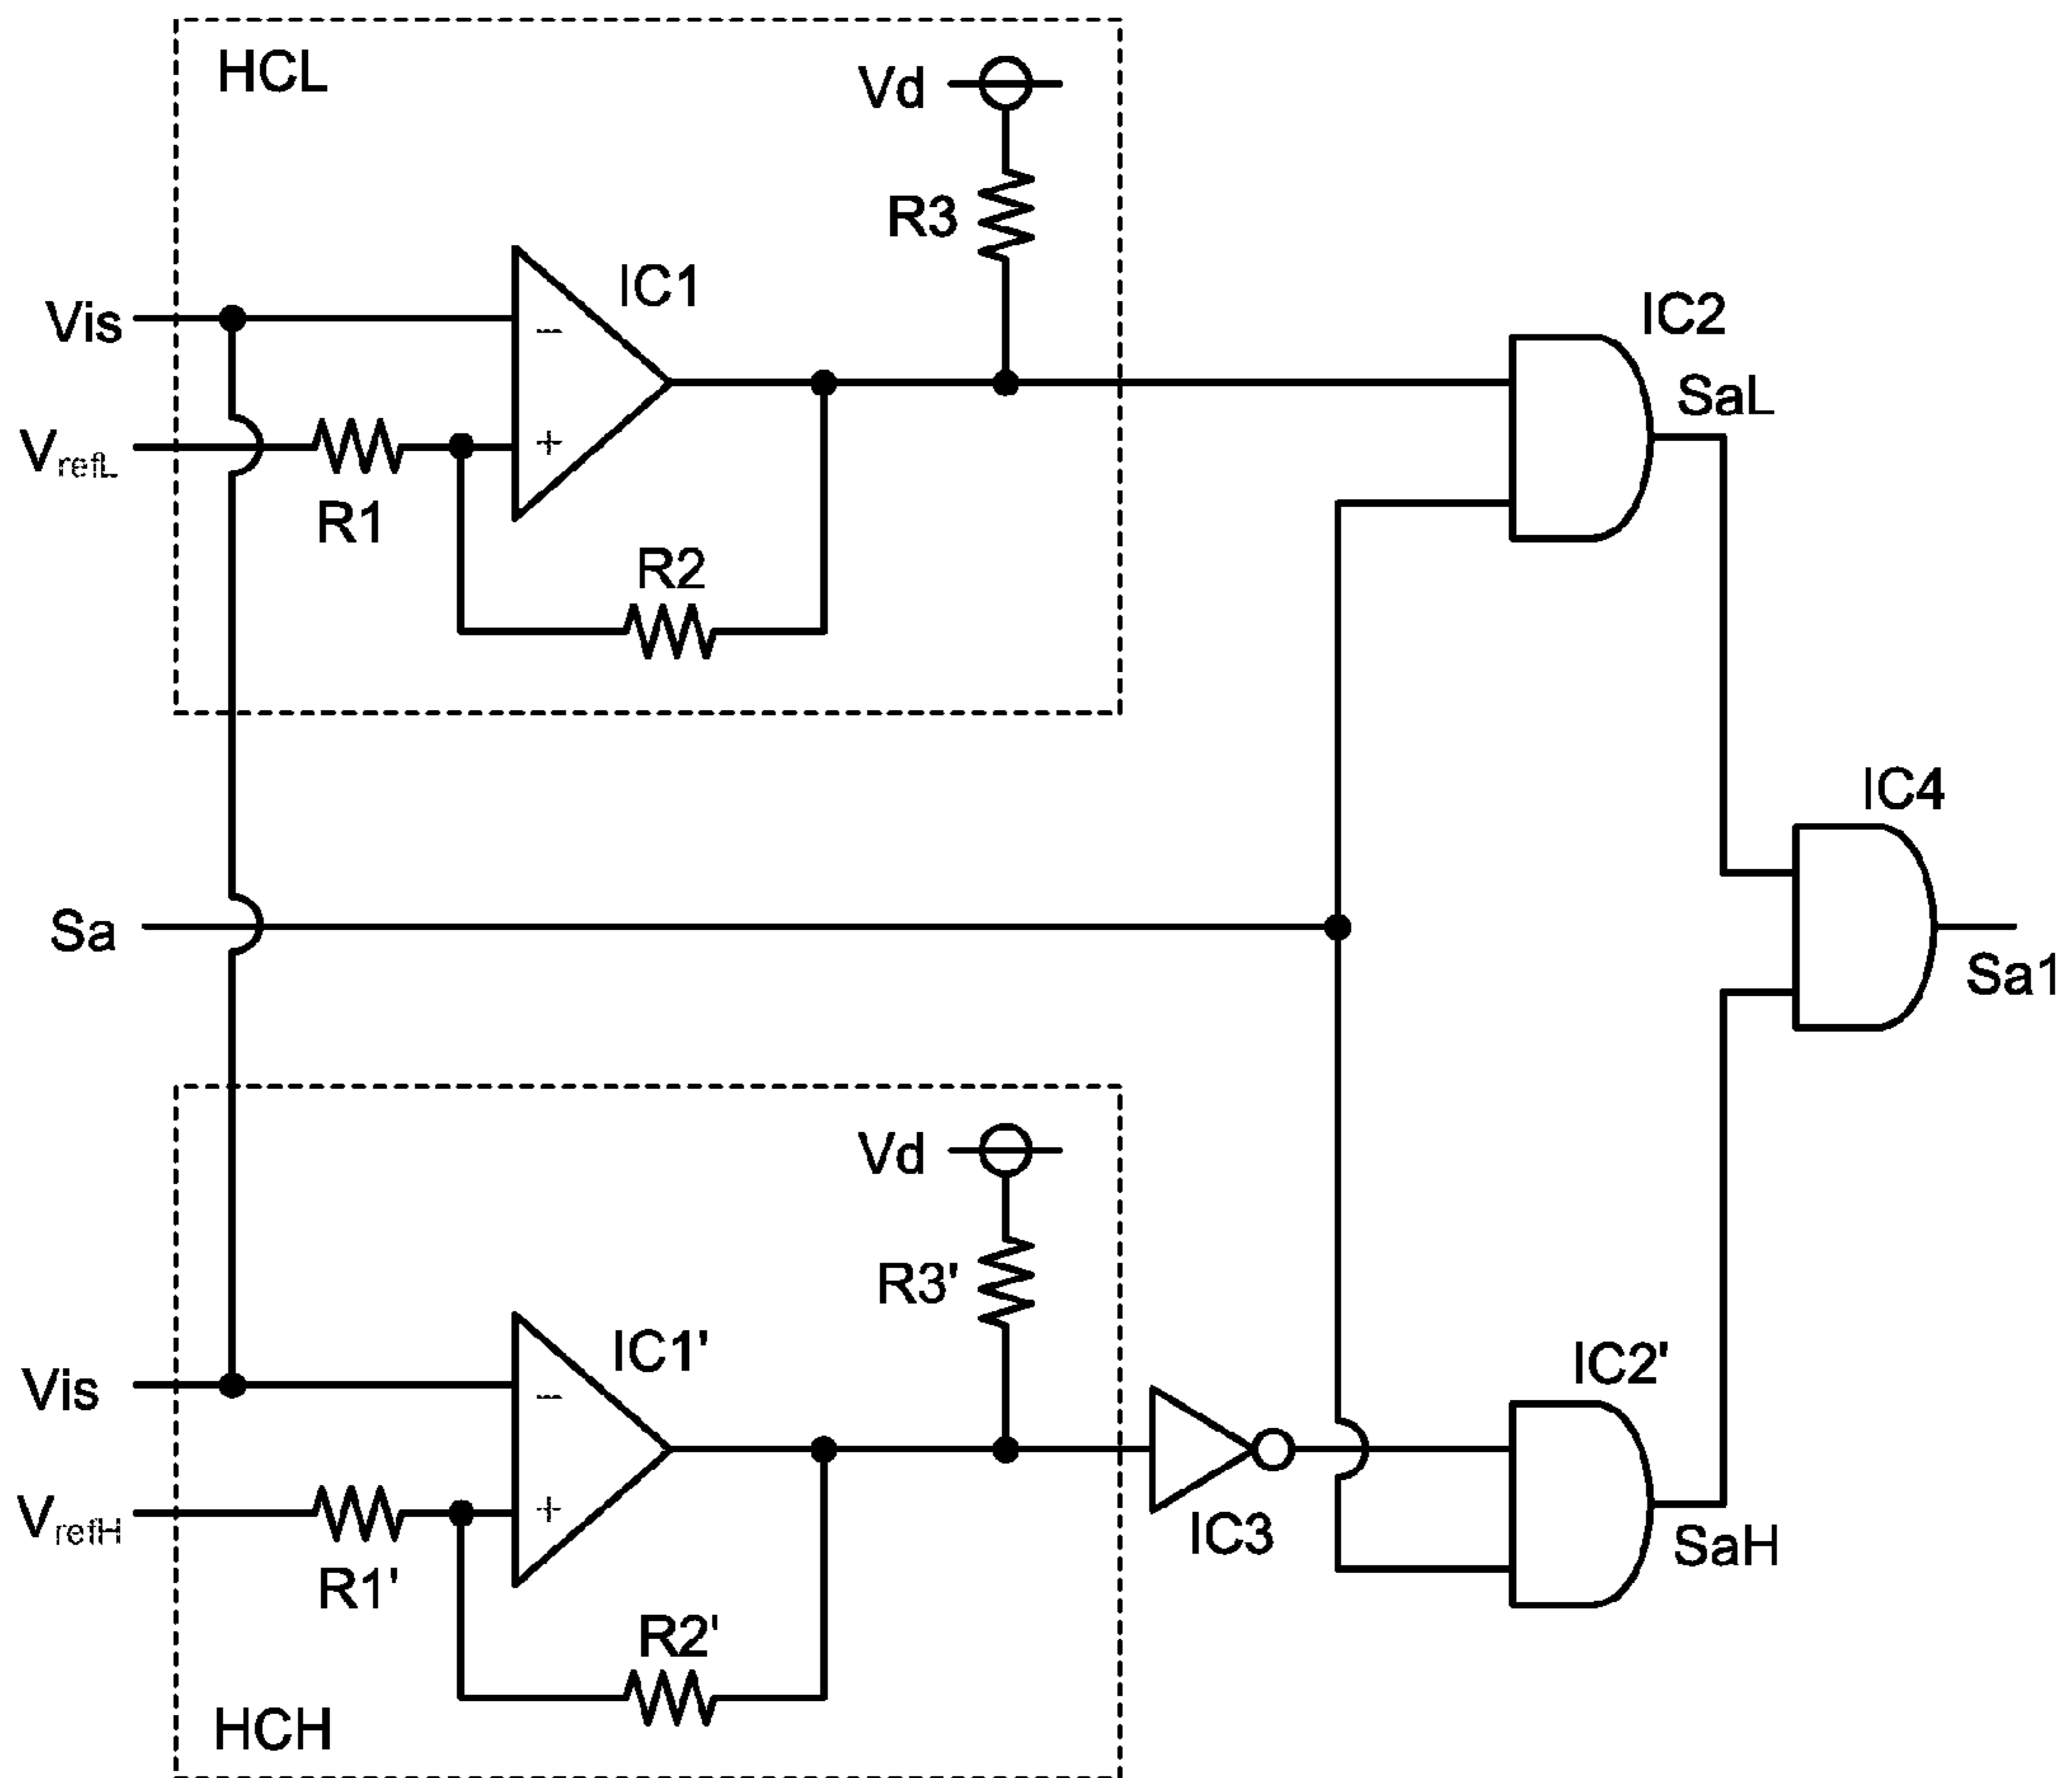 HCL
Vd
R3
IC1
Vis
−
IC2
SaL
VrefL
+
R1
R2
IC4
Sa
Sa1
Vd
R3'
IC1'
Vis
−
IC2'
VrefH
+
IC3
SaH
R1'
R2'
HCH